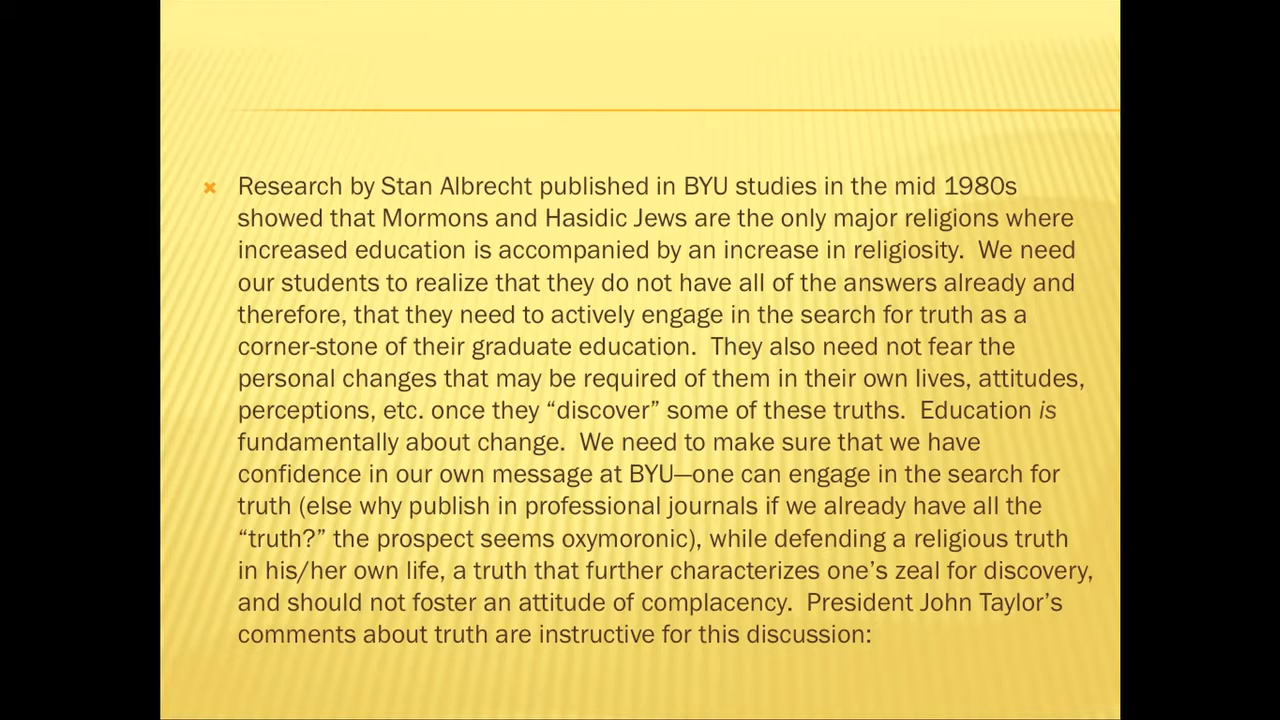 Research by Stan Albrecht published in BYU studies in the mid 1980s
showed that Mormons and Hasidic Jews are the only major religions where
increased education is accompanied by an increase in religiosity.  We need
our students to realize that they do not have all of the answers already and
therefore, that they need to actively engage in the search for truth as a
corner-stone of their graduate education.  They also need not fear the
personal changes that may be required of them in their own lives, attitudes,
perceptions, etc. once they “discover” some of these truths.  Education is
fundamentally about change.  We need to make sure that we have
confidence in our own message at BYU—one can engage in the search for
truth (else why publish in professional journals if we already have all the
“truth?” the prospect seems oxymoronic), while defending a religious truth
in his/her own life, a truth that further characterizes one’s zeal for discovery,
and should not foster an attitude of complacency.  President John Taylor’s
comments about truth are instructive for this discussion: